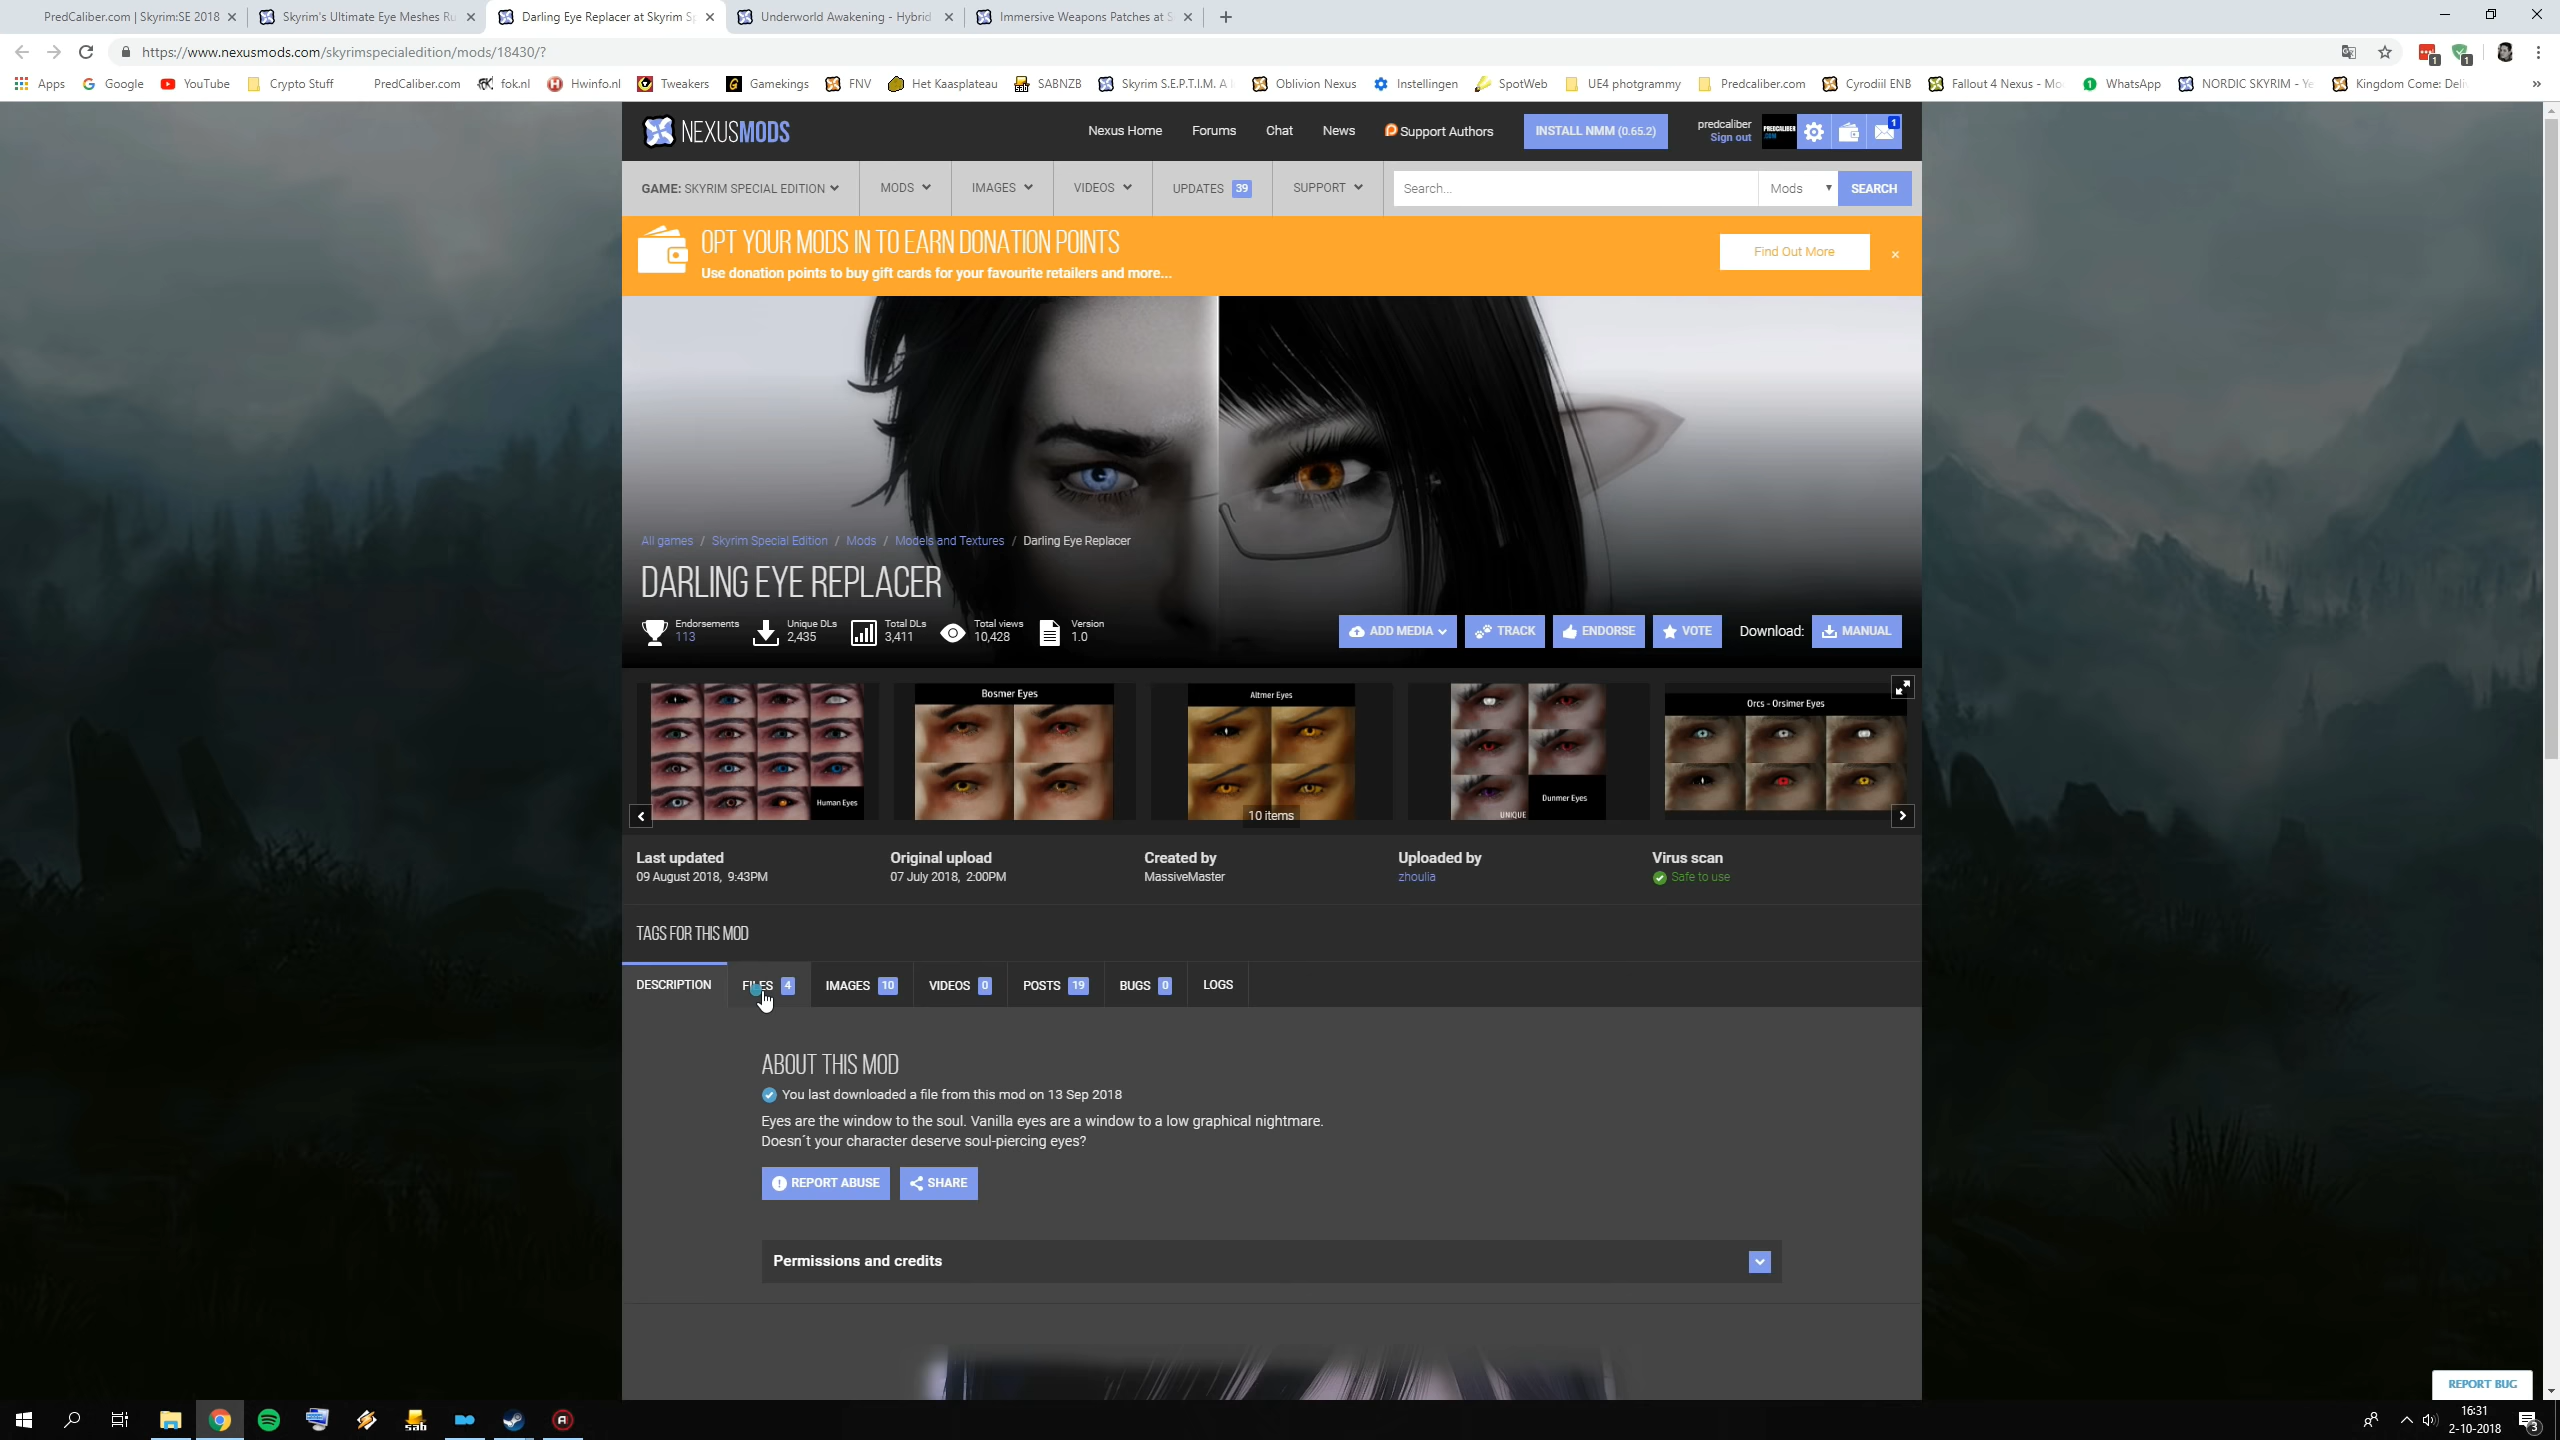 PredCaliber.com | Skyrim:SE 2018
Skyrim's Ultimate Eye Meshes Ru
Darling Eye Replacer at Skyrim S
Underworld Awakening - Hybrid
Immersive Weapons Patches at S
https://www.nexusmods.com/skyrimspecialedition/mods/18430/?
1
1
Apps
Google
YouTube
Crypto Stuff
PredCaliber.com
fok.nl
Hwinfo.nl
Tweakers
Gamekings
FNV
Het Kaasplateau
SABNZB
Skyrim S.E.P.T.I.M. A
Oblivion Nexus
Instellingen
SpotWeb
UE4 photgrammy
Predcaliber.com
Cyrodiil ENB
Fallout 4 Nexus - Mo
WhatsApp
NORDIC SKYRIM - Ye
Kingdom Come: Deli
»
NEXUSMODS
Nexus Home
Forums
Chat
News
Support Authors
INSTALL NMM (0.65.2)
predcaliber
Sign out
PREDCALIBER
.COM
1
GAME: SKYRIM SPECIAL EDITION
MODS
IMAGES
VIDEOS
UPDATES 39
SUPPORT
Search...
Mods
SEARCH
OPT YOUR MODS IN TO EARN DONATION POINTS
Use donation points to buy gift cards for your favourite retailers and more...
Find Out More
×
All games / Skyrim Special Edition / Mods / Models and Textures / Darling Eye Replacer
DARLING EYE REPLACER
Endorsements
113
Unique DLs
2,435
Total DLs
3,411
Total views
10,428
Version
1.0
ADD MEDIA
TRACK
ENDORSE
VOTE
Download:
MANUAL
Human Eyes
Bosmer Eyes
Altmer Eyes
10 items
UNIQUE
Dunmer Eyes
Orcs - Orsimer Eyes
Last updated
09 August 2018, 9:43PM
Original upload
07 July 2018, 2:00PM
Created by
MassiveMaster
Uploaded by
zhoulia
Virus scan
Safe to use
TAGS FOR THIS MOD
DESCRIPTION
FILES 4
IMAGES 10
VIDEOS 0
POSTS 19
BUGS 0
LOGS
ABOUT THIS MOD
You last downloaded a file from this mod on 13 Sep 2018
Eyes are the window to the soul. Vanilla eyes are a window to a low graphical nightmare.
Doesn´t your character deserve soul-piercing eyes?
REPORT ABUSE
SHARE
Permissions and credits
REPORT BUG
sab
16:31
2-10-2018
3